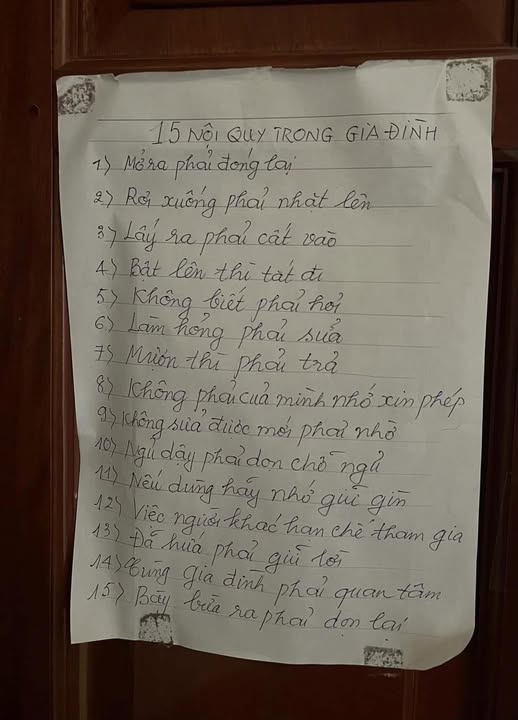 15 NỘI QUY TRONG GIA ĐÌNH
1) Mở ra phải đóng lại
2) Rơi xuống phải nhặt lên
3) Lấy ra phải cất vào
4) Bật lên thì tắt đi
5) Không biết phải hỏi
6) Làm hỏng phải sửa
7) Mượn thì phải trả
8) Không phải của mình nhớ xin phép
9) Không sửa được mới phải nhờ
10) Ngủ dậy phải dọn chỗ ngủ
11) Nếu dùng hãy nhớ giữ gìn
12) Việc người khác hạn chế tham gia
13) Đã hứa phải giữ lời
14) Cùng gia đình phải quan tâm
15) Bày bừa ra phải dọn lại